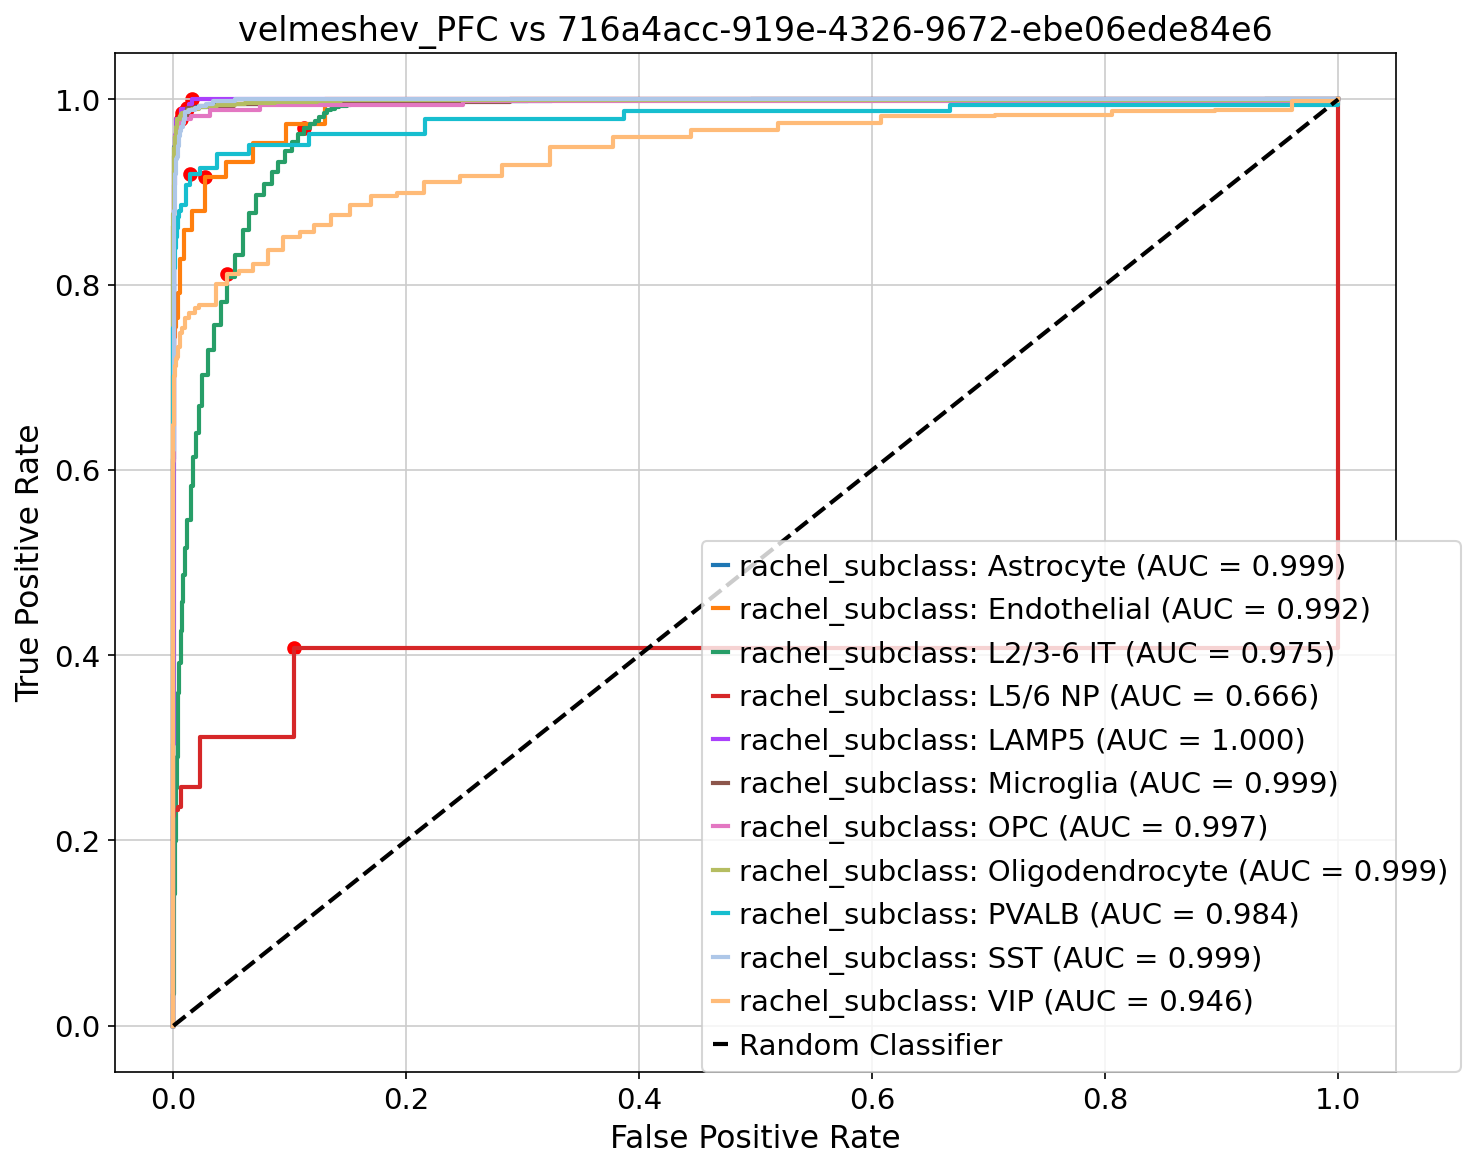 velmeshev_PFC vs 716a4acc-919e-4326-9672-ebe06ede84e6
True Positive Rate
1.0
0.8
0.6
0.4
0.2
0.0
rachel_subclass: Astrocyte (AUC = 0.999)
rachel_subclass: Endothelial (AUC = 0.992)
rachel_subclass: L2/3-6 IT (AUC = 0.975)
rachel_subclass: L5/6 NP (AUC = 0.666)
rachel_subclass: LAMP5 (AUC = 1.000)
rachel_subclass: Microglia (AUC = 0.999)
rachel_subclass: OPC (AUC = 0.997)
rachel_subclass: Oligodendrocyte (AUC = 0.999)
rachel_subclass: PVALB (AUC = 0.984)
rachel_subclass: SST (AUC = 0.999)
rachel_subclass: VIP (AUC = 0.946)
Random Classifier
0.0 0.2 0.4 0.6 0.8 1.0
False Positive Rate